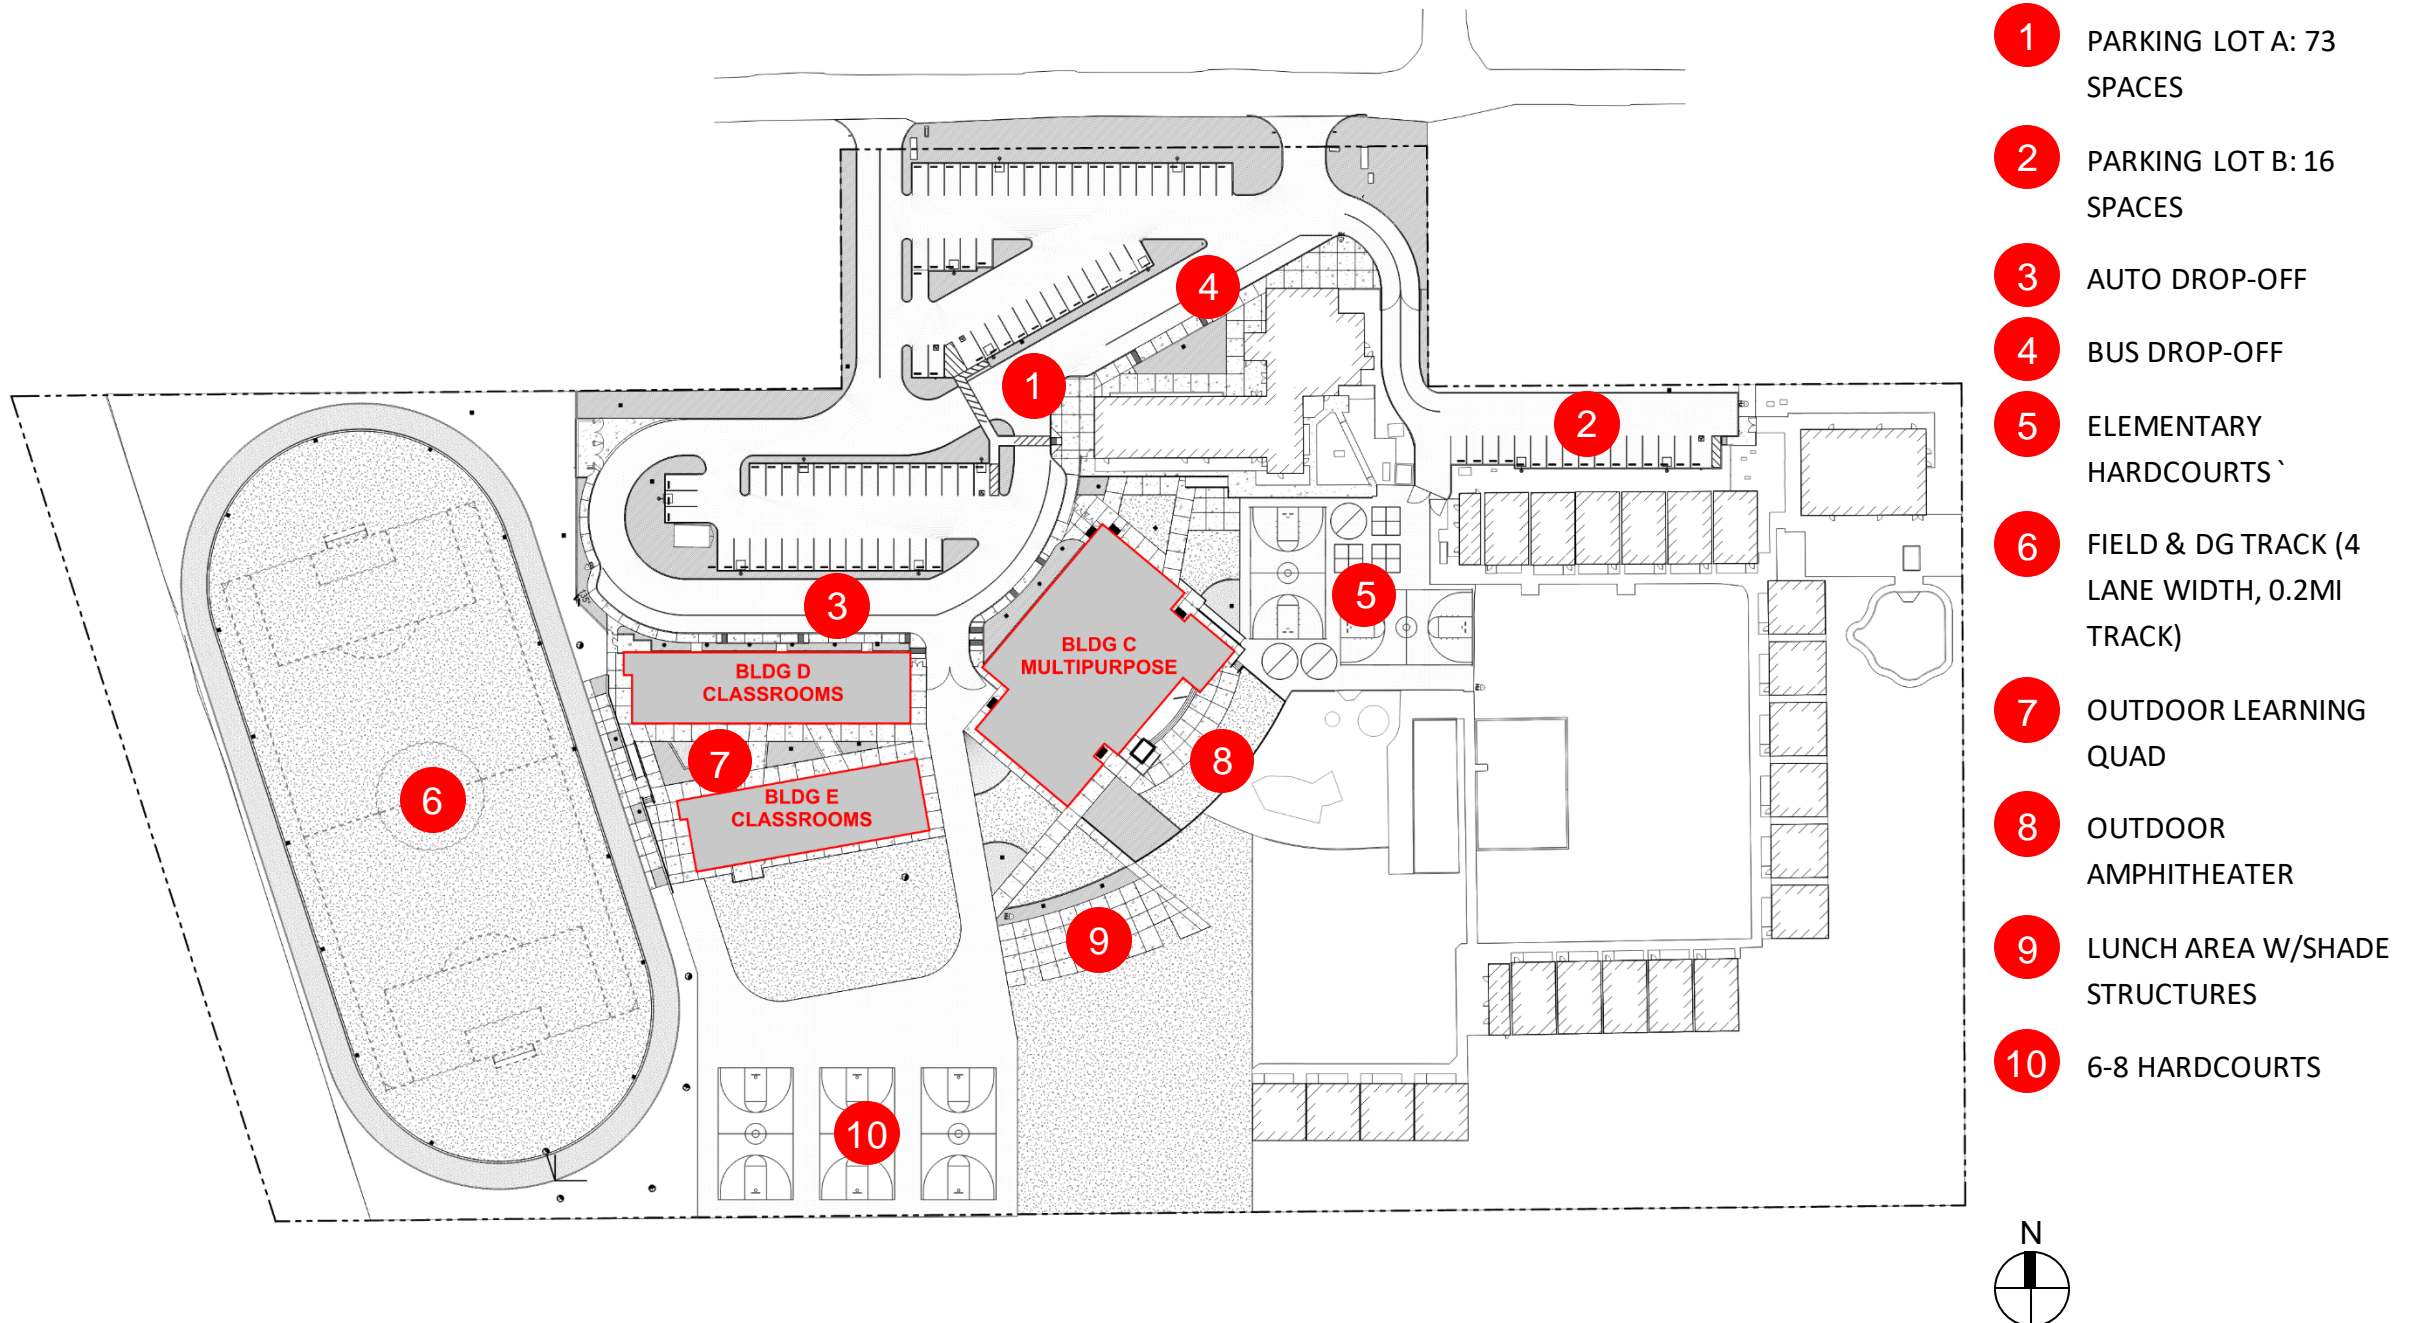 1
PARKING LOT A: 73
SPACES
2
PARKING LOT B: 16
SPACES
3
AUTO DROP-OFF
4
BUS DROP-OFF
5
ELEMENTARY
HARDCOURTS `
6
FIELD & DG TRACK (4
LANE WIDTH, 0.2MI
TRACK)
7
OUTDOOR LEARNING
QUAD
8
OUTDOOR
AMPHITHEATER
9
LUNCH AREA W/SHADE
STRUCTURES
10
6-8 HARDCOURTS
N
4
1
2
5
3
BLDG C
MULTIPURPOSE
BLDG D
CLASSROOMS
7
8
BLDG E
CLASSROOMS
6
9
10